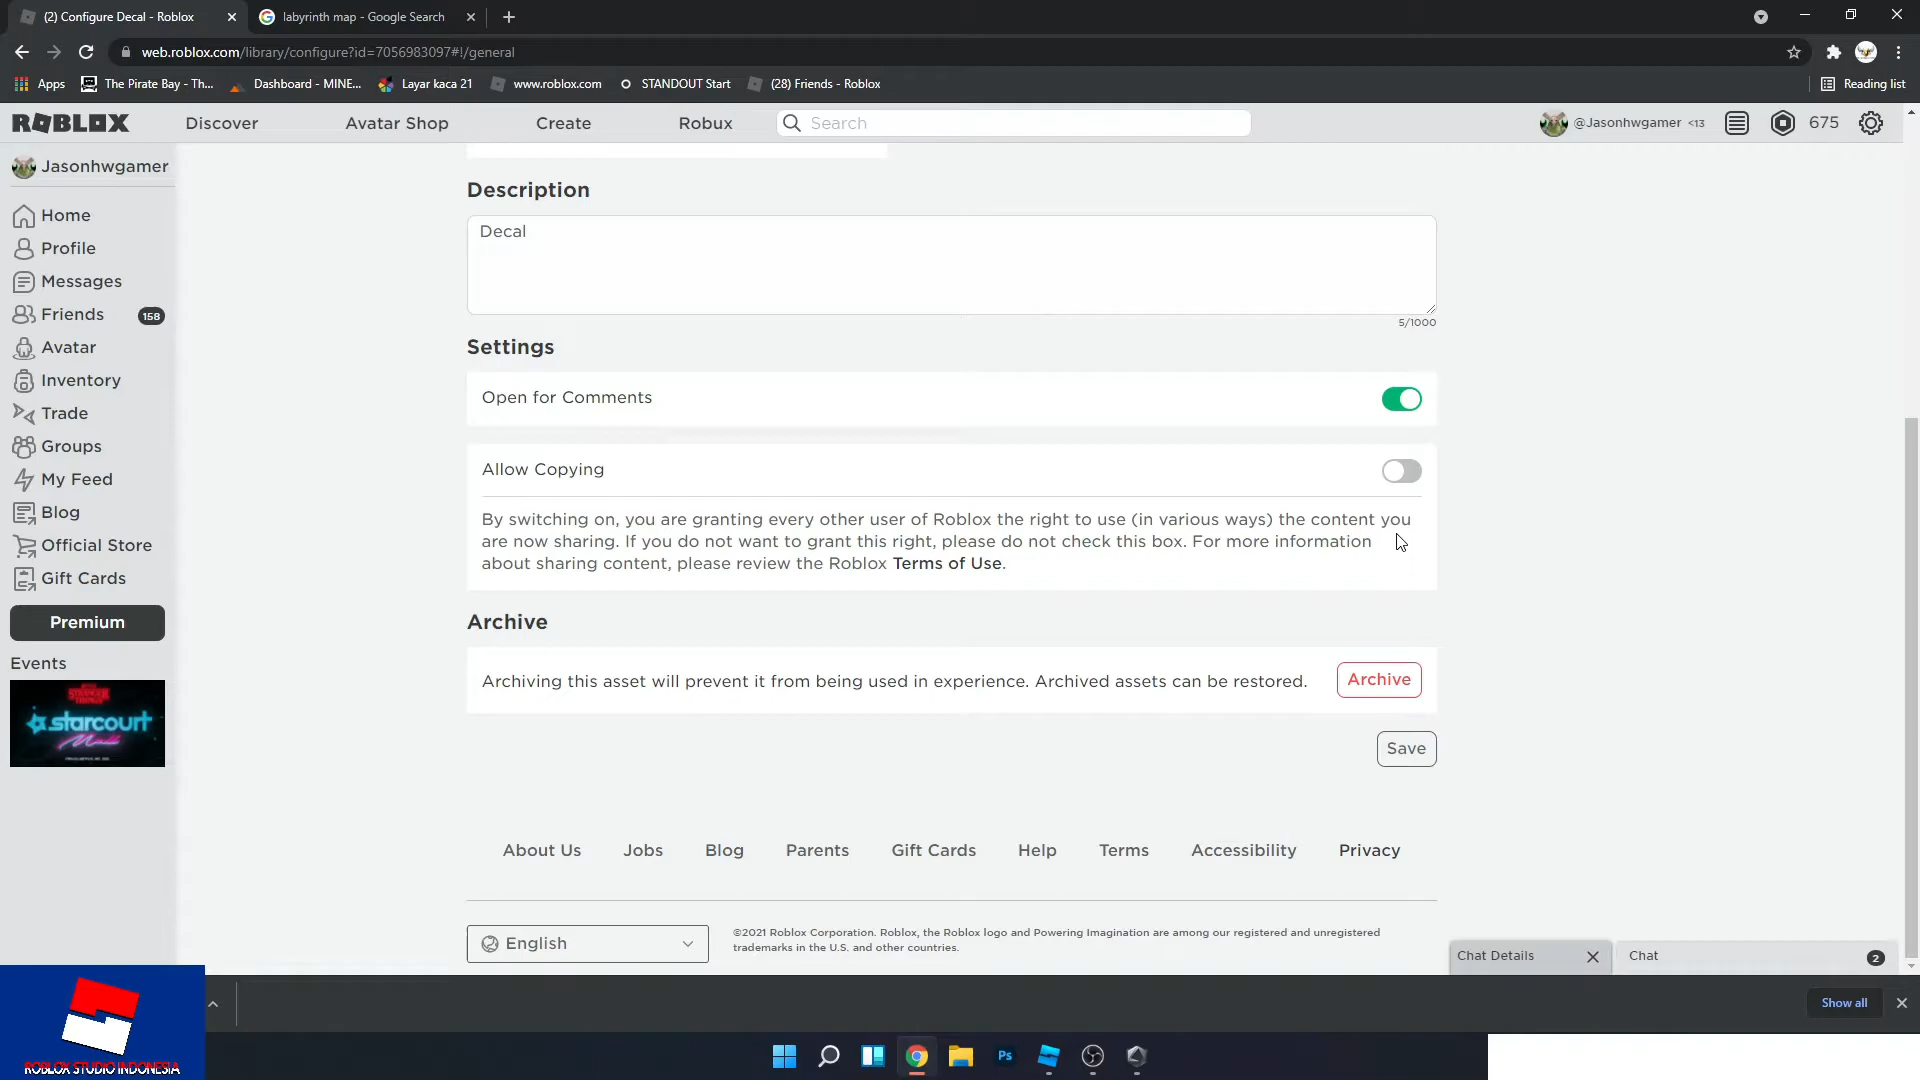 (2) Configure Decal - Roblox
labyrinth map - Google Search
web.roblox.com/library/configure?id=7056983097#!/general
Apps
The Pirate Bay - Th...
Dashboard - MINE...
Layar kaca 21
www.roblox.com
STANDOUT Start
(28) Friends - Roblox
Reading list
ROBLOX
Discover
Avatar Shop
Create
Robux
Search
@Jasonhwgamer <13
675
Jasonhwgamer
Home
Profile
Messages
Friends 158
Avatar
Inventory
Trade
Groups
My Feed
Blog
Official Store
Gift Cards
Premium
Events
starcourt
Description
Decal
5/1000
Settings
Open for Comments
Allow Copying
By switching on, you are granting every other user of Roblox the right to use (in various ways) the content you
are now sharing. If you do not want to grant this right, please do not check this box. For more information
about sharing content, please review the Roblox Terms of Use.
Archive
Archiving this asset will prevent it from being used in experience. Archived assets can be restored.
Archive
Save
About Us
Jobs
Blog
Parents
Gift Cards
Help
Terms
Accessibility
Privacy
English
©2021 Roblox Corporation. Roblox, the Roblox logo and Powering Imagination are among our registered and unregistered
trademarks in the U.S. and other countries.
Chat Details
Chat
2
Show all
Ps
ROBLOX STUDIO INDONESIA